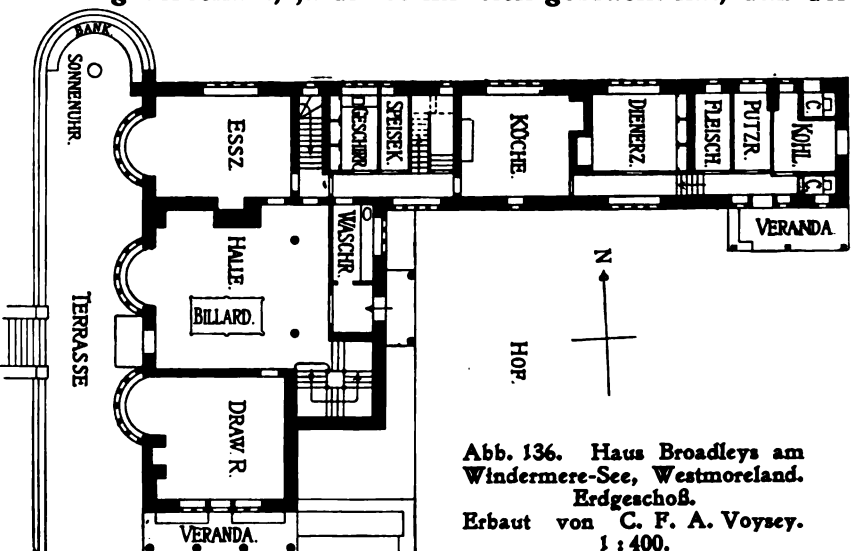 BANK
SONNENUHR.
ESSZ.
GESCHIRR
SPEISEK.
KÜCHE.
DIENERZ.
FLEISCH.
PUTZR.
KOHL.
C.
C.
VERANDA.
WASCHR.
HALLE.
BILLARD.
TERRASSE
N
HOF.
DRAW. R.
VERANDA.
Abb. 136. Haus Broadleys am
Windermere-See, Westmoreland.
Erdgeschoß.
Erbaut von C. F. A. Voysey.
1 : 400.